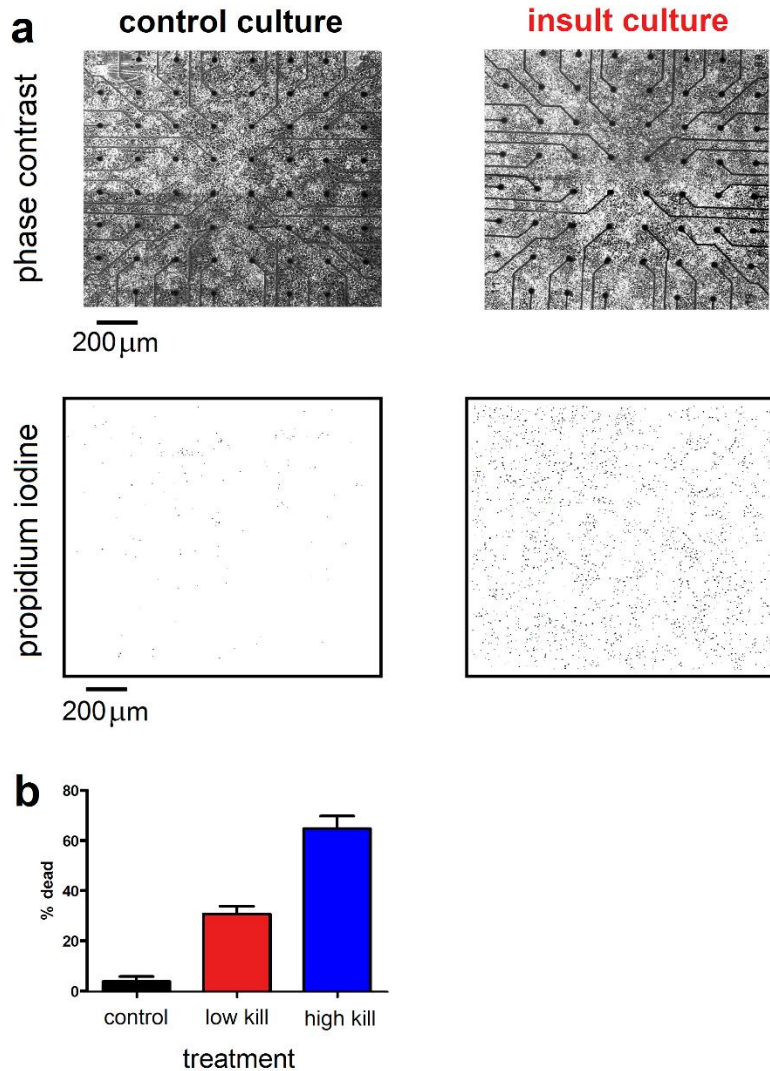 a
control culture
insult culture
phase contrast
200 μm
propidium iodine
200 μm
b
80
60
40
20
0
% dead
control
low kill
high kill
treatment